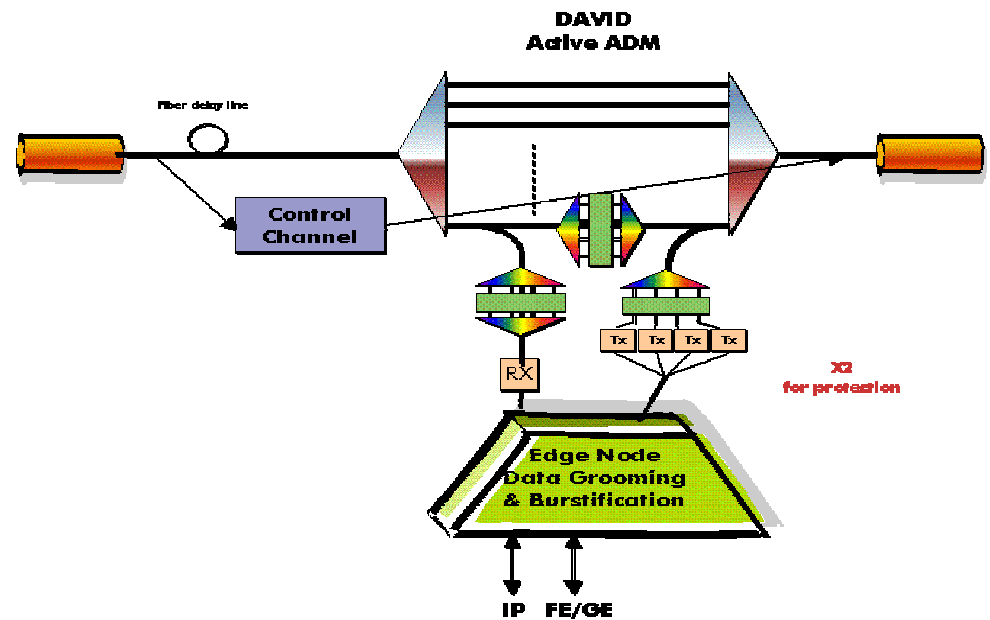 DAVID
Active ADM
Fiber delay line
Control
Channel
Tx
Tx
Tx
Tx
RX
X2
for protection
Edge Node
Data Grooming
& Burstification
IP
FE/GE